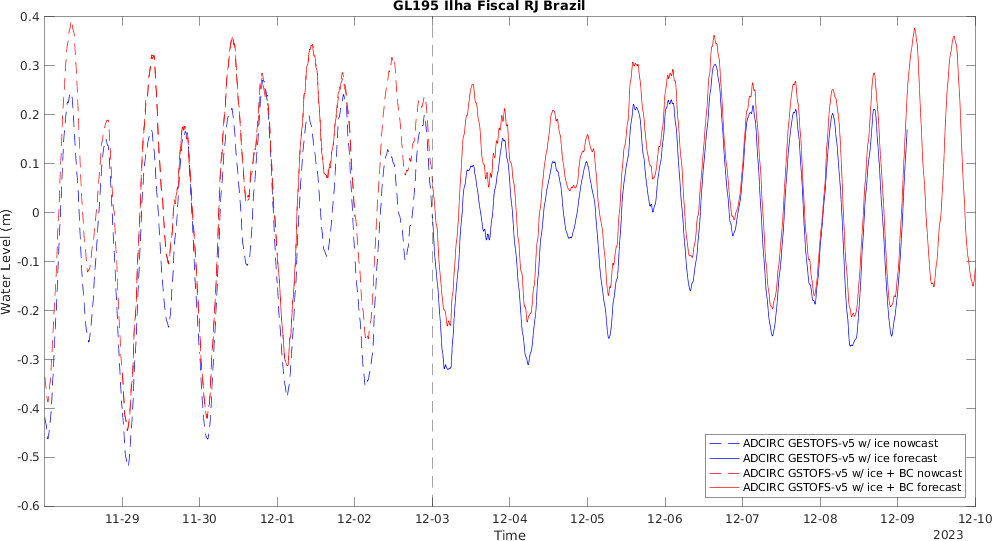 GL195 Ilha Fiscal RJ Brazil
0.4
0.3
0.2
0.1
0
-0.1
-0.2
-0.3
-0.4
-0.5
-0.6
Water Level (m)
ADCIRC GESTOFS-v5 w/ ice nowcast
ADCIRC GESTOFS-v5 w/ ice forecast
ADCIRC GSTOFS-v5 w/ ice + BC nowcast
ADCIRC GSTOFS-v5 w/ ice + BC forecast
11-29 11-30 12-01 12-02 12-03 12-04 12-05 12-06 12-07 12-08 12-09 12-10
Time
2023